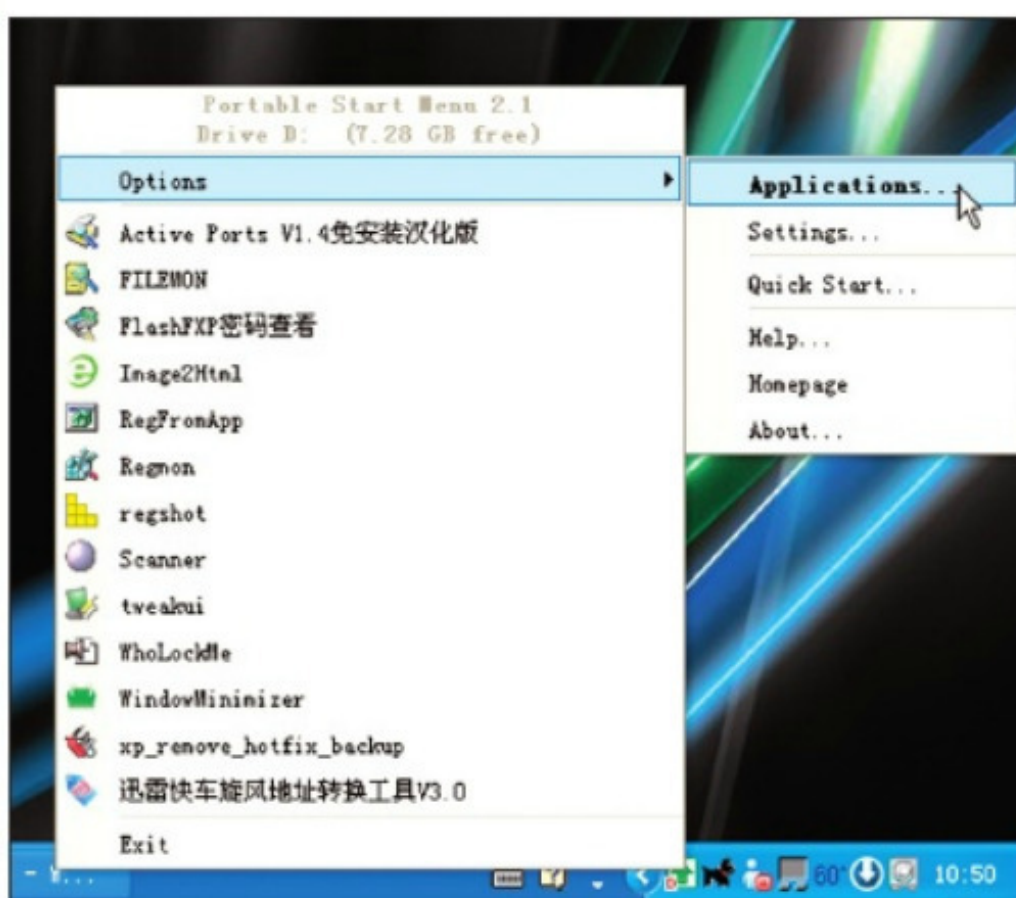 Portable Start Menu 2.1
Drive D: (7.28 GB free)
Options
Active Ports V1.4免安装汉化版
FILEMON
FlashFXP密码查看
Image2Html
RegFromApp
Regmon
regshot
Scanner
tweakui
WhoLockMe
WindowMinimizer
xp_remove_hotfix_backup
迅雷快车旋风地址转换工具V3.0
Exit
Applications...
Settings...
Quick Start...
Help...
Homepage
About...
60°
10:50